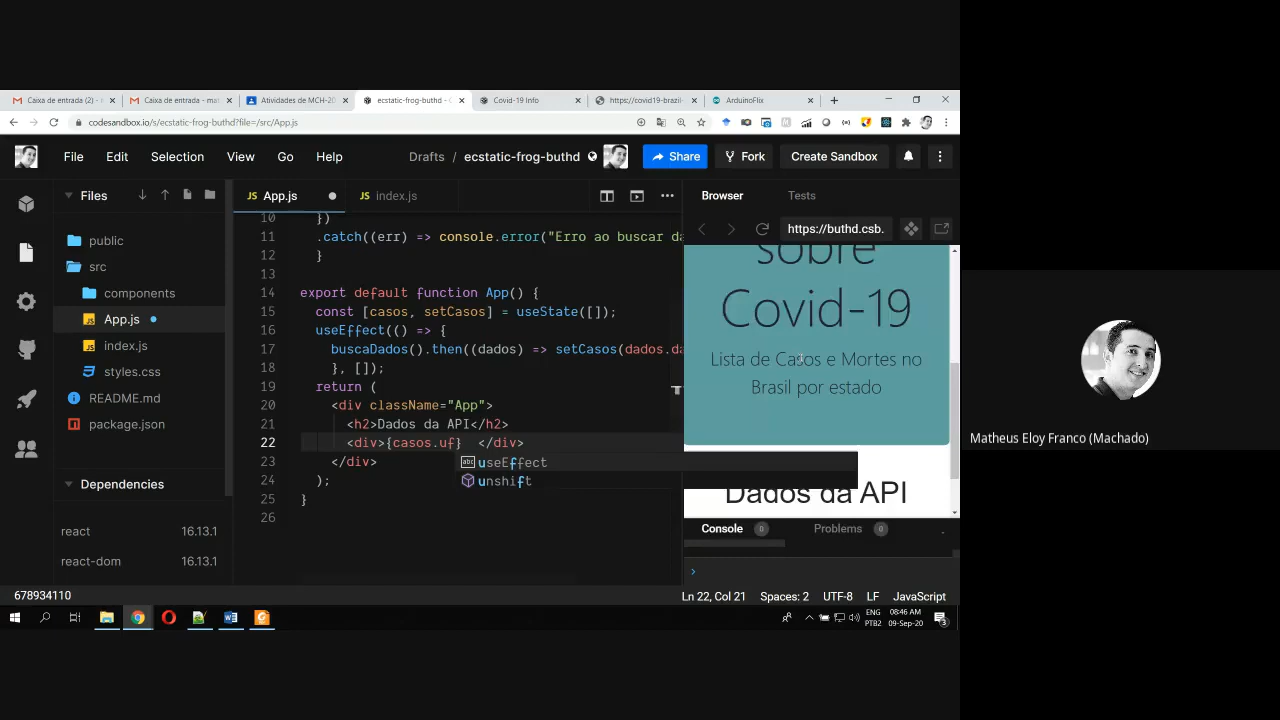 Caixa de entrada (2) -
Caixa de entrada - mat
Atividades de MCH-20
ecstatic-frog-buthd -
Covid-19 Info
https://covid19-brazil-
ArduinoFlix
codesandbox.io/s/ecstatic-frog-buthd?file=/src/App.js
File Edit Selection View Go Help
Drafts / ecstatic-frog-buthd
Share
Fork
Create Sandbox
Files
App.js
index.js
Browser
Tests
https://buthd.csb.
public
src
components
App.js
index.js
styles.css
README.md
package.json
Dependencies
react 16.13.1
react-dom 16.13.1
10 })
11 .catch((err) => console.error("Erro ao buscar da
12 }
13
14 export default function App() {
15 const [casos, setCasos] = useState([]);
16 useEffect(() => {
17 buscaDados().then((dados) => setCasos(dados.da
18 }, []);
19 return (
20 <div className="App">
21 <h2>Dados da API</h2>
22 <div>{casos.uf} </div>
23 </div>
24 );
25 }
26
abc useEffect
unshift
sobre
Covid-19
Lista de Casos e Mortes no
Brasil por estado
Dados da API
Console 0
Problems 0
678934110
Ln 22, Col 21 Spaces: 2 UTF-8 LF JavaScript
ENG
PTB2
08:46 AM
09-Sep-20
3
Matheus Eloy Franco (Machado)